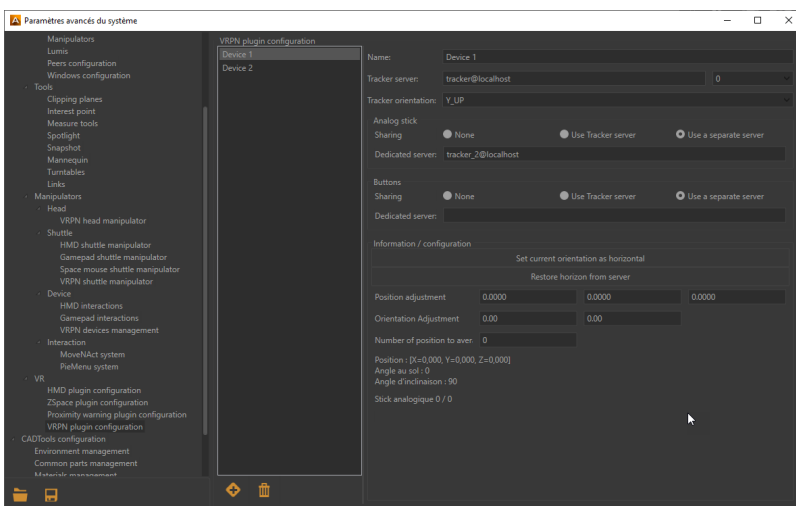 Paramètres avancés du système
Manipulators
Lumis
Peers configuration
Windows configuration
Tools
Clipping planes
Interest point
Measure tools
Spotlight
Snapshot
Mannequin
Turntables
Links
Manipulators
Head
VRPN head manipulator
Shuttle
HMD shuttle manipulator
Gamepad shuttle manipulator
Space mouse shuttle manipulator
VRPN shuttle manipulator
Device
HMD interactions
Gamepad interactions
VRPN devices management
Interaction
MoveNAct system
PieMenu system
VR
HMD plugin configuration
ZSpace plugin configuration
Proximity warning plugin configuration
VRPN plugin configuration
CADTools configuration
Environment management
Common parts management
Materials management
VRPN plugin configuration
Device 1
Device 2
Name: Device 1
Tracker server: tracker@localhost 0
Tracker orientation: Y_UP
Analog stick
Sharing None Use Tracker server Use a separate server
Dedicated server: tracker_2@localhost
Buttons
Sharing None Use Tracker server Use a separate server
Dedicated server:
Information / configuration
Set current orientation as horizontal
Restore horizon from server
Position adjustment 0.0000 0.0000 0.0000
Orientation Adjustment 0.00 0.00
Number of position to aver. 0
Position : [X=0,000, Y=0,000, Z=0,000]
Angle au sol : 0
Angle d'inclinaison : 90
Stick analogique 0 / 0